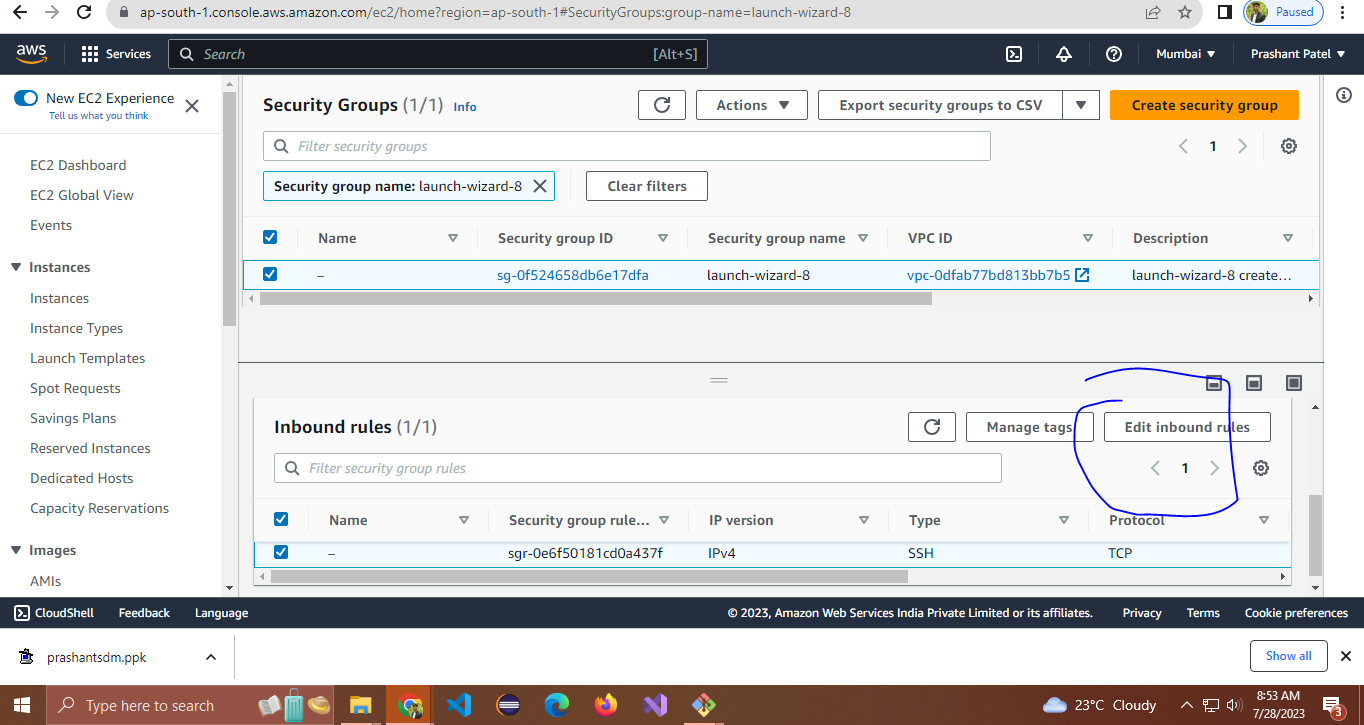 ap-south-1.console.aws.amazon.com/ec2/home?region=ap-south-1#SecurityGroups:group-name=launch-wizard-8
Paused
aws
Services
Search
[Alt+S]
Mumbai
Prashant Patel
New EC2 Experience
Tell us what you think
EC2 Dashboard
EC2 Global View
Events
Instances
Instances
Instance Types
Launch Templates
Spot Requests
Savings Plans
Reserved Instances
Dedicated Hosts
Capacity Reservations
Images
AMIs
Security Groups (1/1) Info
Actions
Export security groups to CSV
Create security group
Filter security groups
1
Security group name: launch-wizard-8
Clear filters
Name Security group ID Security group name VPC ID Description
– sg-0f524658db6e17dfa launch-wizard-8 vpc-0dfab77bd813bb7b5 launch-wizard-8 create...
Inbound rules (1/1)
Manage tags
Edit inbound rules
Filter security group rules
1
Name Security group rule... IP version Type Protocol
– sgr-0e6f50181cd0a437f IPv4 SSH TCP
CloudShell Feedback Language
© 2023, Amazon Web Services India Private Limited or its affiliates. Privacy Terms Cookie preferences
prashantsdm.ppk
Show all
Type here to search
23°C Cloudy
8:53 AM
7/28/2023
3